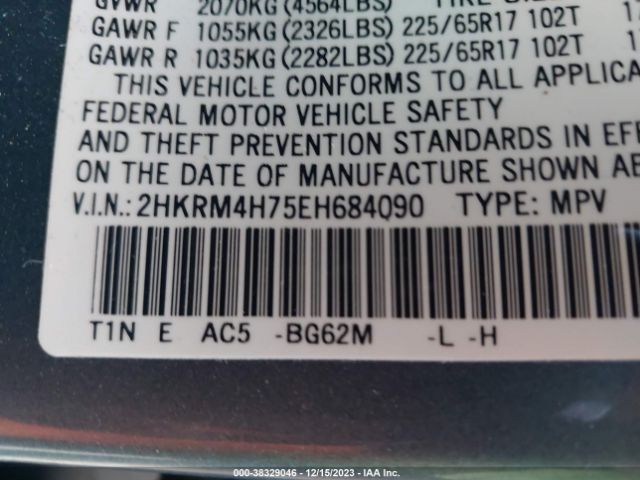 GVWR 2070KG (4564LBS)
GAWR F 1055KG (2326LBS) 225/65R17 102T
GAWR R 1035KG (2282LBS) 225/65R17 102T
THIS VEHICLE CONFORMS TO ALL
FEDERAL MOTOR VEHICLE SAFETY
AND THEFT PREVENTION STANDARDS IN
ON THE DATE OF MANUFACTURE SHOWN
V.I.N.: 2HKRM4H75EH684090 TYPE: MPV
T1N E AC5 -BG62M -L -H
000-38329046 - 12/15/2023 - IAA Inc.